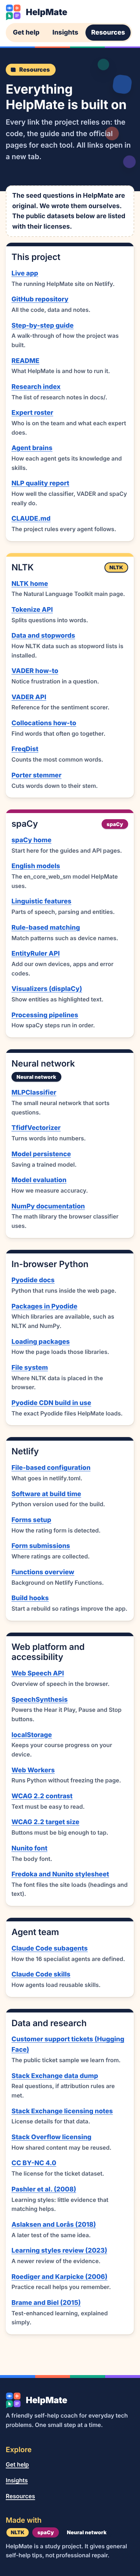 HelpMate
Get help
Insights
Resources
Resources
Everything
HelpMate is built on
Every link the project relies on: the
code, the guide and the official
pages for each tool. All links open in
a new tab.
The seed questions in HelpMate are
original. We wrote them ourselves.
The public datasets below are listed
with their licenses.
This project
Live app
The running HelpMate site on Netlify.
GitHub repository
All the code, data and notes.
Step-by-step guide
A walk-through of how the project was
built.
README
What HelpMate is and how to run it.
Research index
The list of research notes in docs/.
Expert roster
Who is on the team and what each expert
does.
Agent brains
How each agent gets its knowledge and
skills.
NLP quality report
How well the classifier, VADER and spaCy
really do.
CLAUDE.md
The project rules every agent follows.
NLTK
NLTK
NLTK home
The Natural Language Toolkit main page.
Tokenize API
Splits questions into words.
Data and stopwords
How NLTK data such as stopword lists is
installed.
VADER how-to
Notice frustration in a question.
VADER API
Reference for the sentiment scorer.
Collocations how-to
Find words that often go together.
FreqDist
Counts the most common words.
Porter stemmer
Cuts words down to their stem.
spaCy
spaCy
spaCy home
Start here for the guides and API pages.
English models
The en_core_web_sm model HelpMate
uses.
Linguistic features
Parts of speech, parsing and entities.
Rule-based matching
Match patterns such as device names.
EntityRuler API
Add our own devices, apps and error
codes.
Visualizers (displaCy)
Show entities as highlighted text.
Processing pipelines
How spaCy steps run in order.
Neural network
Neural network
MLPClassifier
The small neural network that sorts
questions.
TfidfVectorizer
Turns words into numbers.
Model persistence
Saving a trained model.
Model evaluation
How we measure accuracy.
NumPy documentation
The math library the browser classifier
uses.
In-browser Python
Pyodide docs
Python that runs inside the web page.
Packages in Pyodide
Which libraries are available, such as
NLTK and NumPy.
Loading packages
How the page loads those libraries.
File system
Where NLTK data is placed in the
browser.
Pyodide CDN build in use
The exact Pyodide files HelpMate loads.
Netlify
File-based configuration
What goes in netlify.toml.
Software at build time
Python version used for the build.
Forms setup
How the rating form is detected.
Form submissions
Where ratings are collected.
Functions overview
Background on Netlify Functions.
Build hooks
Start a rebuild so ratings improve the app.
Web platform and
accessibility
Web Speech API
Overview of speech in the browser.
SpeechSynthesis
Powers the Hear it Play, Pause and Stop
buttons.
localStorage
Keeps your course progress on your
device.
Web Workers
Runs Python without freezing the page.
WCAG 2.2 contrast
Text must be easy to read.
WCAG 2.2 target size
Buttons must be big enough to tap.
Nunito font
The body font.
Fredoka and Nunito stylesheet
The font files the site loads (headings and
text).
Agent team
Claude Code subagents
How the 16 specialist agents are defined.
Claude Code skills
How agents load reusable skills.
Data and research
Customer support tickets (Hugging
Face)
The public ticket sample we learn from.
Stack Exchange data dump
Real questions, if attribution rules are
met.
Stack Exchange licensing notes
License details for that data.
Stack Overflow licensing
How shared content may be reused.
CC BY-NC 4.0
The license for the ticket dataset.
Pashler et al. (2008)
Learning styles: little evidence that
matching helps.
Aslaksen and Lorås (2018)
A later test of the same idea.
Learning styles review (2023)
A newer review of the evidence.
Roediger and Karpicke (2006)
Practice recall helps you remember.
Brame and Biel (2015)
Test-enhanced learning, explained
simply.
HelpMate
A friendly self-help coach for everyday tech
problems. One small step at a time.
Explore
Get help
Insights
Resources
Made with
NLTK
spaCy
Neural network
HelpMate is a study project. It gives general
self-help tips, not professional repair.